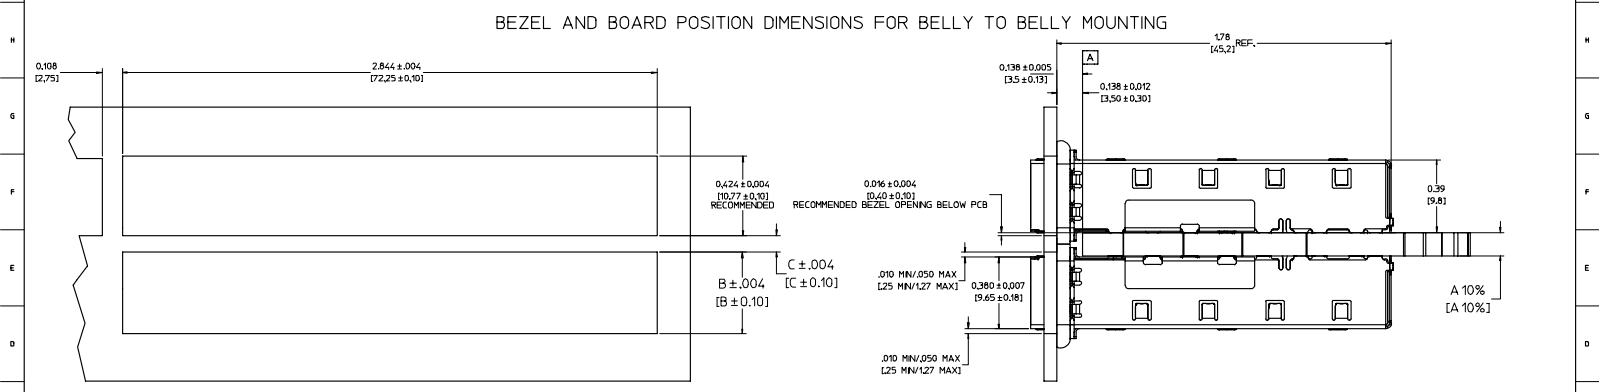 BEZEL AND BOARD POSITION DIMENSIONS FOR BELLY TO BELLY MOUNTING
H
H
1.78
[45.2] REF.
0.108
[2.75]
2.844±.004
[72.25±0.10]
0.138±0.005
[3.5±0.13]
A
0.138±0.012
[3.50±0.30]
G
G
F
F
0.424±0.004
[10.77±0.10]
RECOMMENDED
0.016±0.004
[0.40±0.10]
RECOMMENDED BEZEL OPENING BELOW PCB
0.39
[9.8]
E
E
C±.004
[C±0.10]
B±.004
[B±0.10]
.010 MIN/.050 MAX
[.25 MIN/1.27 MAX]
0.380±0.007
[9.65±0.18]
A 10%
[A 10%]
D
D
.010 MIN/.050 MAX
[.25 MIN/1.27 MAX]